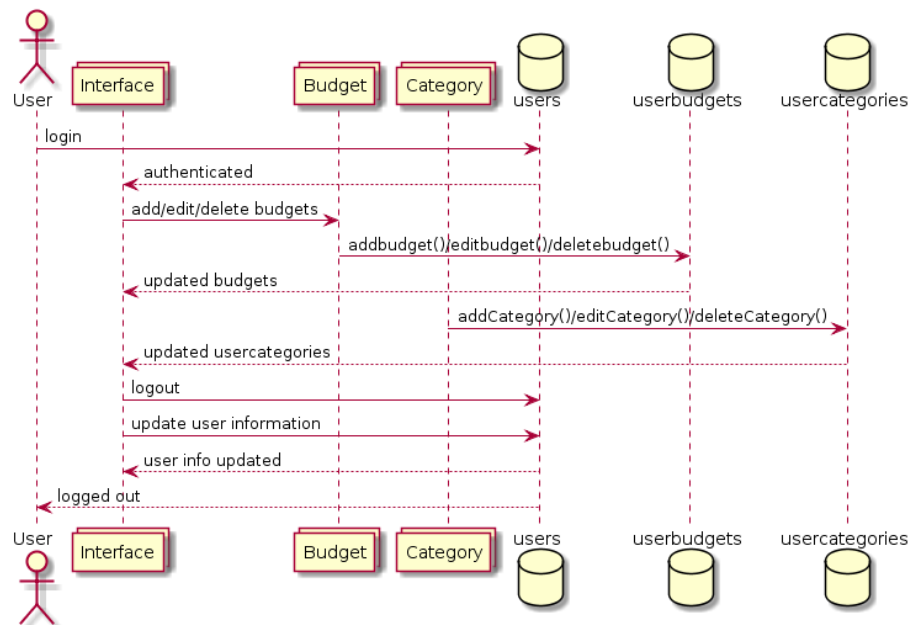 User
Interface
Budget
Category
users
userbudgets
usercategories
login
authenticated
add/edit/delete budgets
addbudget()/editbudget()/deletebudget()
updated budgets
addCategory()/editCategory()/deleteCategory()
updated usercategories
logout
update user information
user info updated
logged out
User
Interface
Budget
Category
users
userbudgets
usercategories